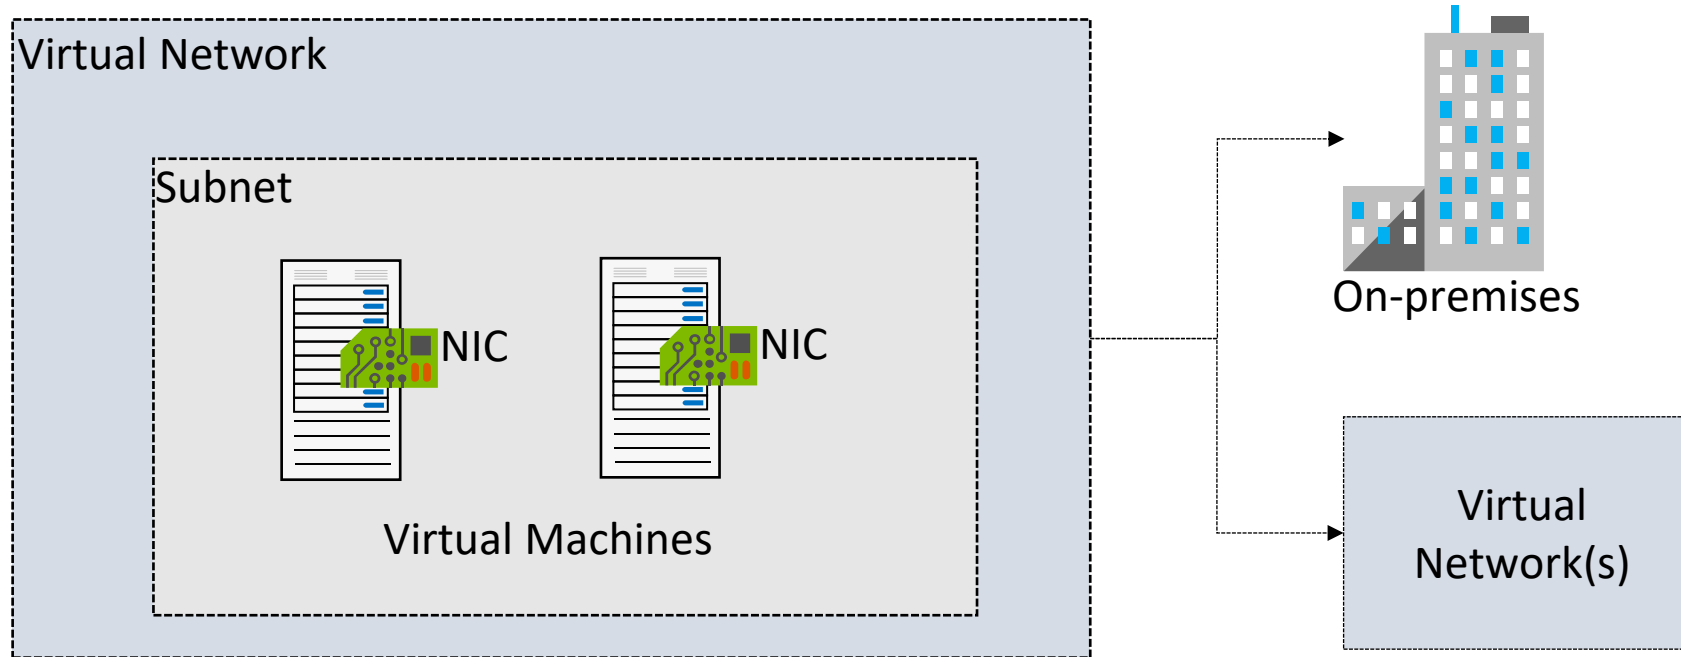 Virtual Network
Subnet
NIC
NIC
Virtual Machines
On-premises
Virtual
Network(s)